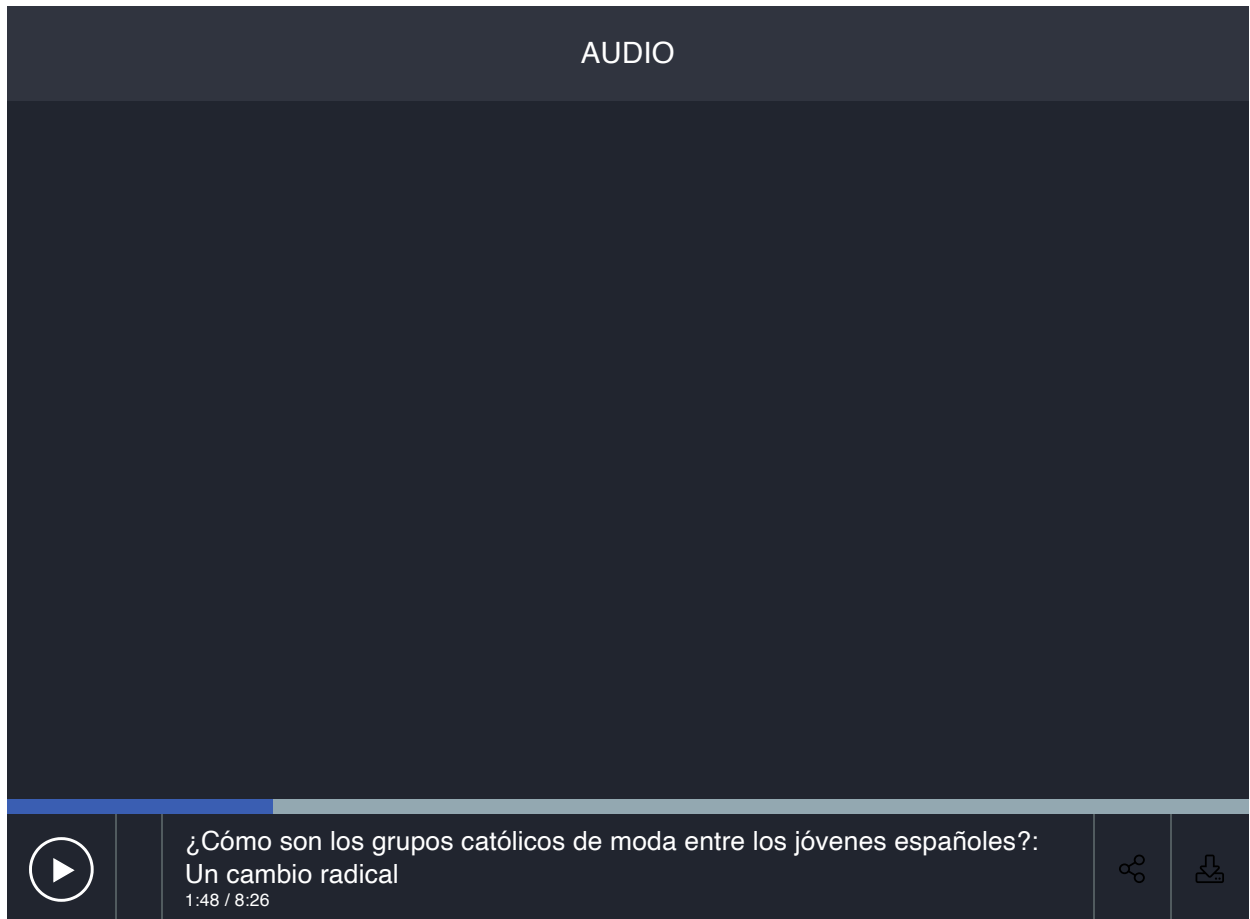 AUDIO
¿Cómo son los grupos católicos de moda entre los jóvenes españoles?:
Un cambio radical
1:48 / 8:26